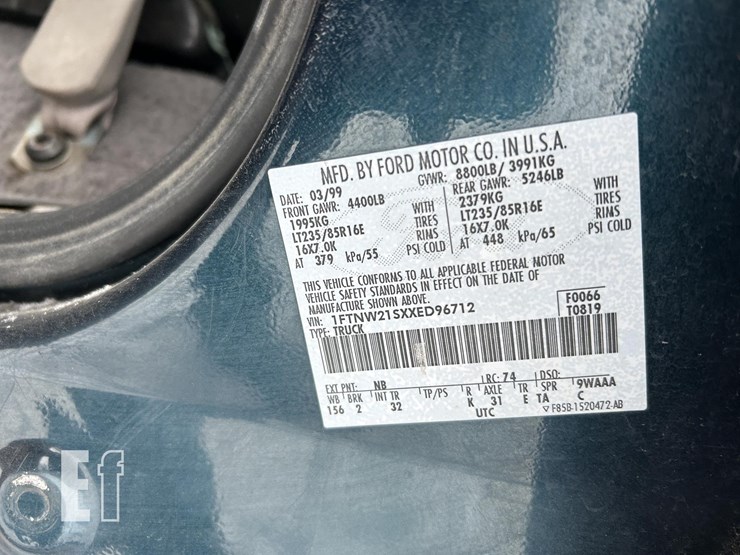 MFD. BY FORD MOTOR CO. IN U.S.A.
DATE: 03/99 GVWR: 8800LB/ 3991KG
FRONT GAWR: 4400LB REAR GAWR: 5246LB
1995KG WITH 2379KG WITH
LT235/85R16E TIRES LT235/85R16E TIRES
16X7.0K RIMS 16X7.0K RIMS
AT 379 kPa/55 PSI COLD AT 448 kPa/65 PSI COLD
THIS VEHICLE CONFORMS TO ALL APPLICABLE FEDERAL MOTOR
VEHICLE SAFETY STANDARDS IN EFFECT ON THE DATE OF
MANUFACTURE SHOWN ABOVE.
VIN: 1FTNW21SXXED96712 F0066
TYPE: TRUCK T0819
EXT PNT: NB RC: 74 DSO:
WB BRK INT TR TP/PS R AXLE TR SPR 9WAAA
156 2 32 K 31 E TA C
UTC F85B-1520472-AB
Ef